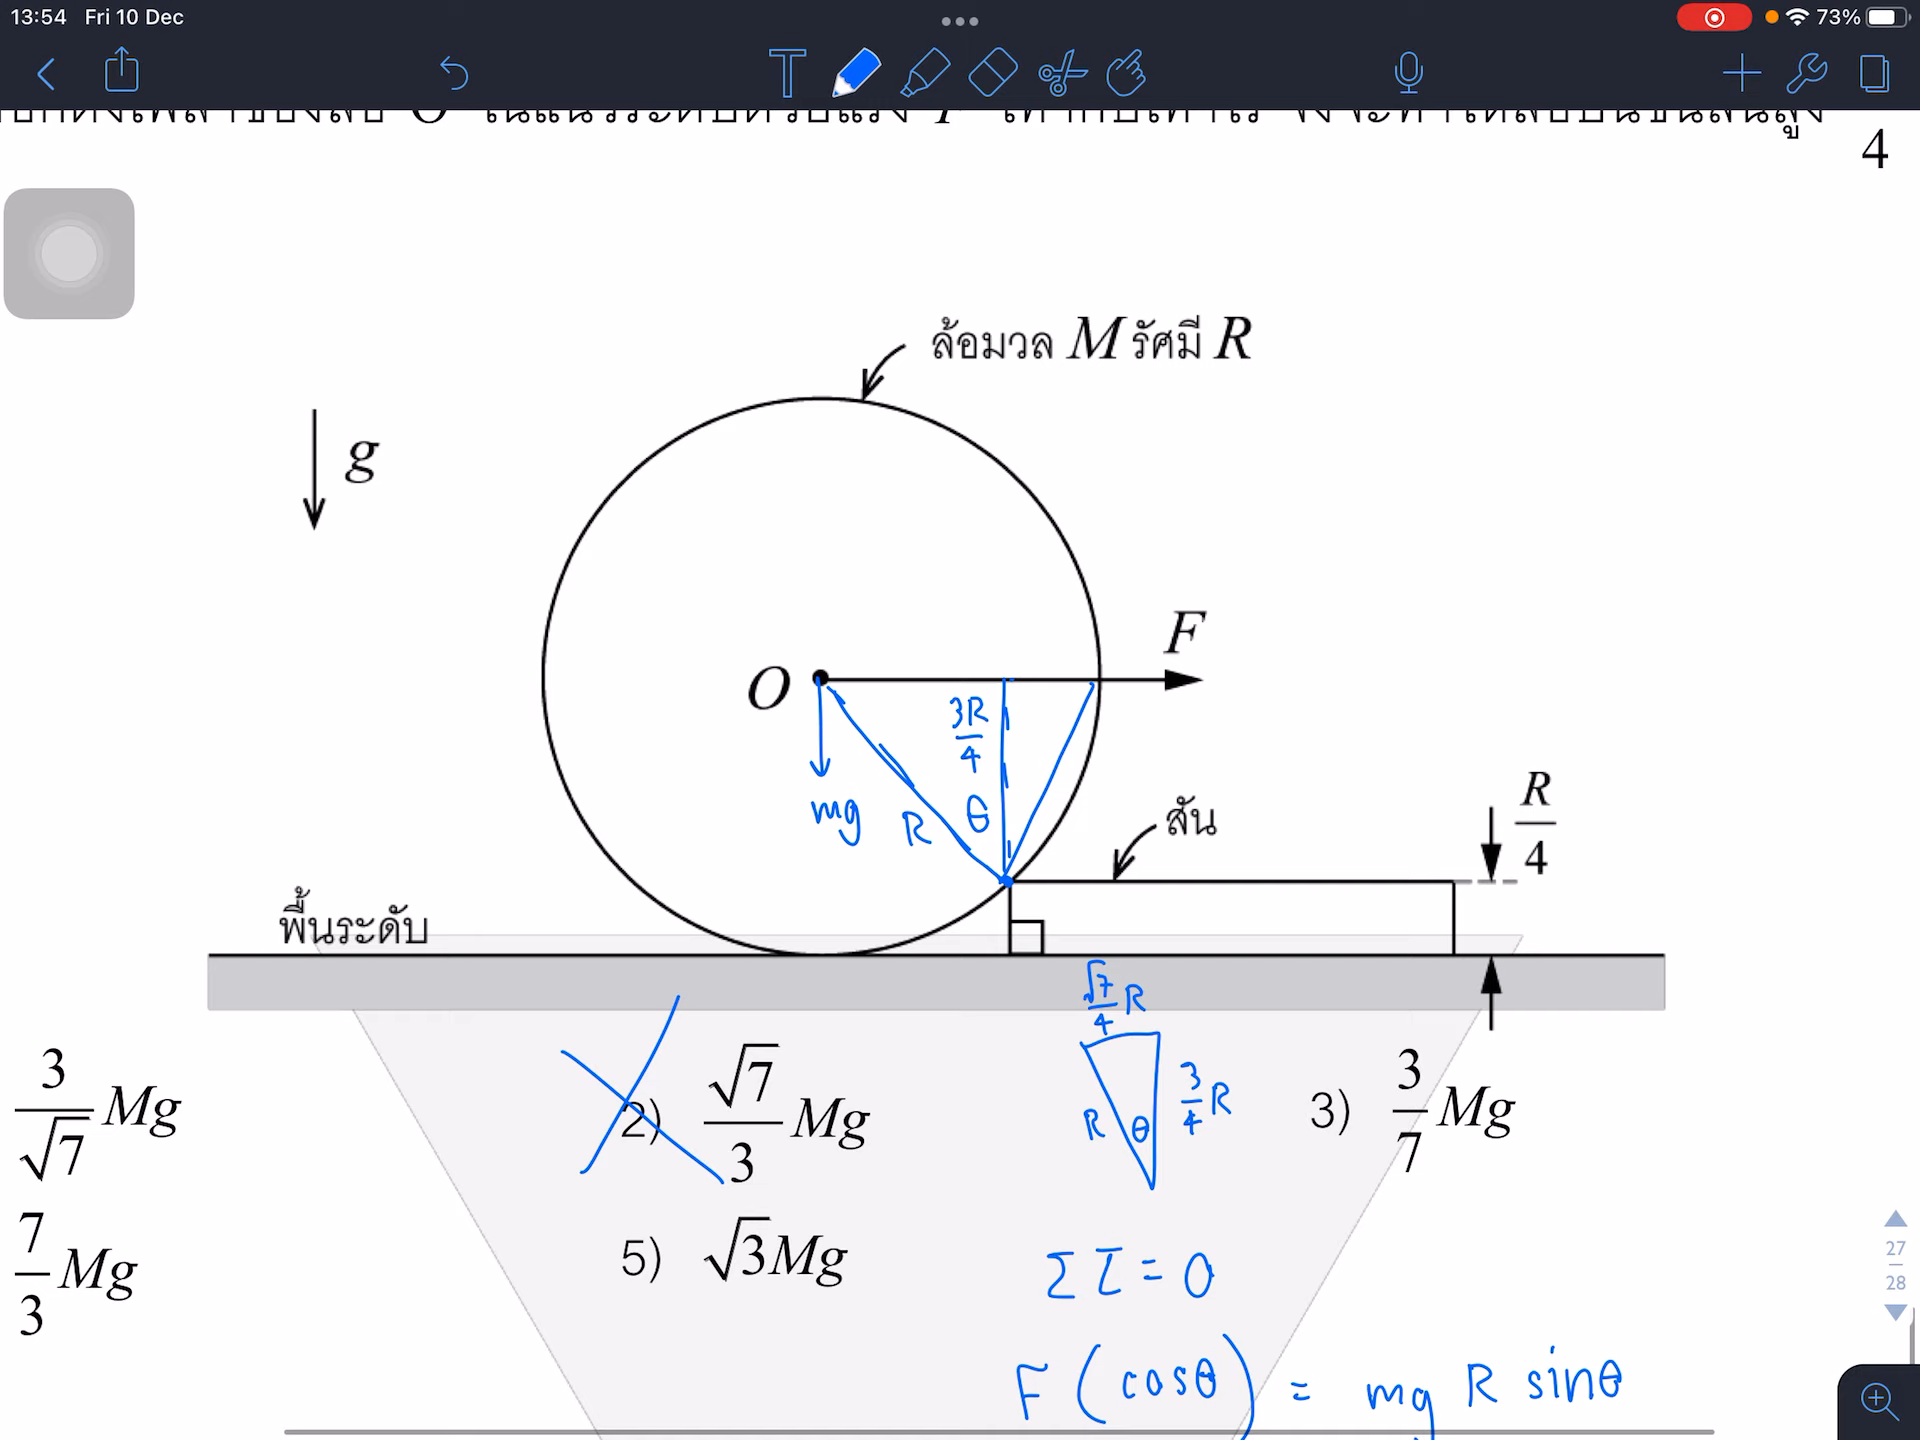 13:54 Fri 10 Dec
73%
4
ล้อมวล M รัศมี R
g
F
O
3R/4
mg
R
θ
สัน
R/4
พื้นระดับ
√7/4 R
R θ 3/4 R
3/√7 Mg
2) √7/3 Mg
3) 3/7 Mg
7/3 Mg
5) √3Mg
Στ = 0
F (cosθ) = mg R sinθ
27
28